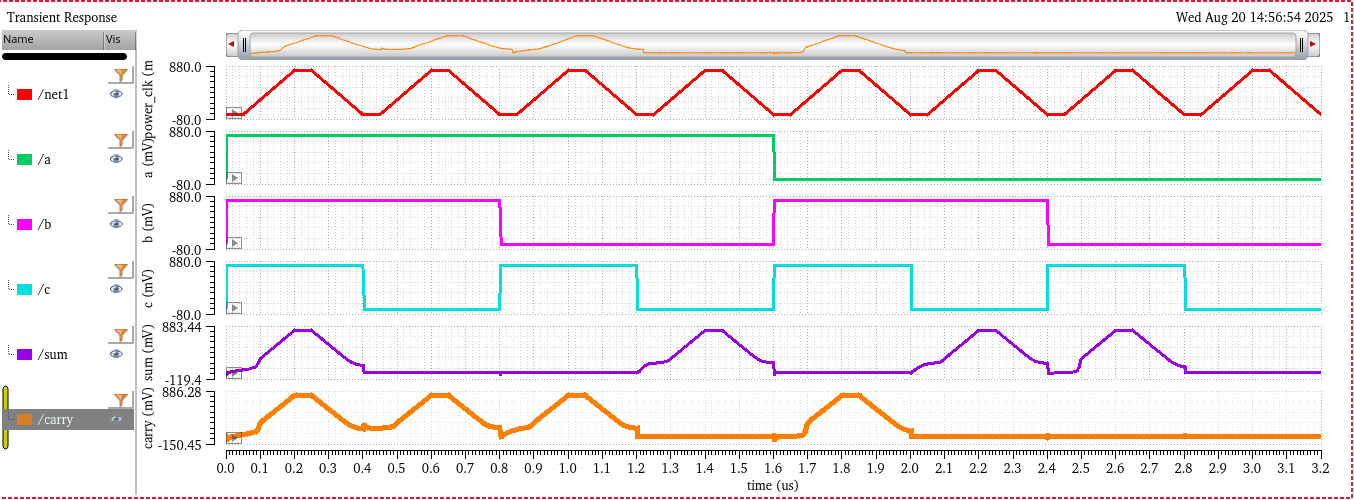 Transient Response
Wed Aug 20 14:56:54 2025 1
Name Vis
/net1
/a
/b
/c
/sum
/carry
power_clk (m
880.0
-80.0
a (mV)
880.0
-80.0
b (mV)
880.0
-80.0
c (mV)
880.0
-80.0
sum (mV)
883.44
-119.4
carry (mV)
886.28
-150.45
0.0 0.1 0.2 0.3 0.4 0.5 0.6 0.7 0.8 0.9 1.0 1.1 1.2 1.3 1.4 1.5 1.6 1.7 1.8 1.9 2.0 2.1 2.2 2.3 2.4 2.5 2.6 2.7 2.8 2.9 3.0 3.1 3.2
time (us)